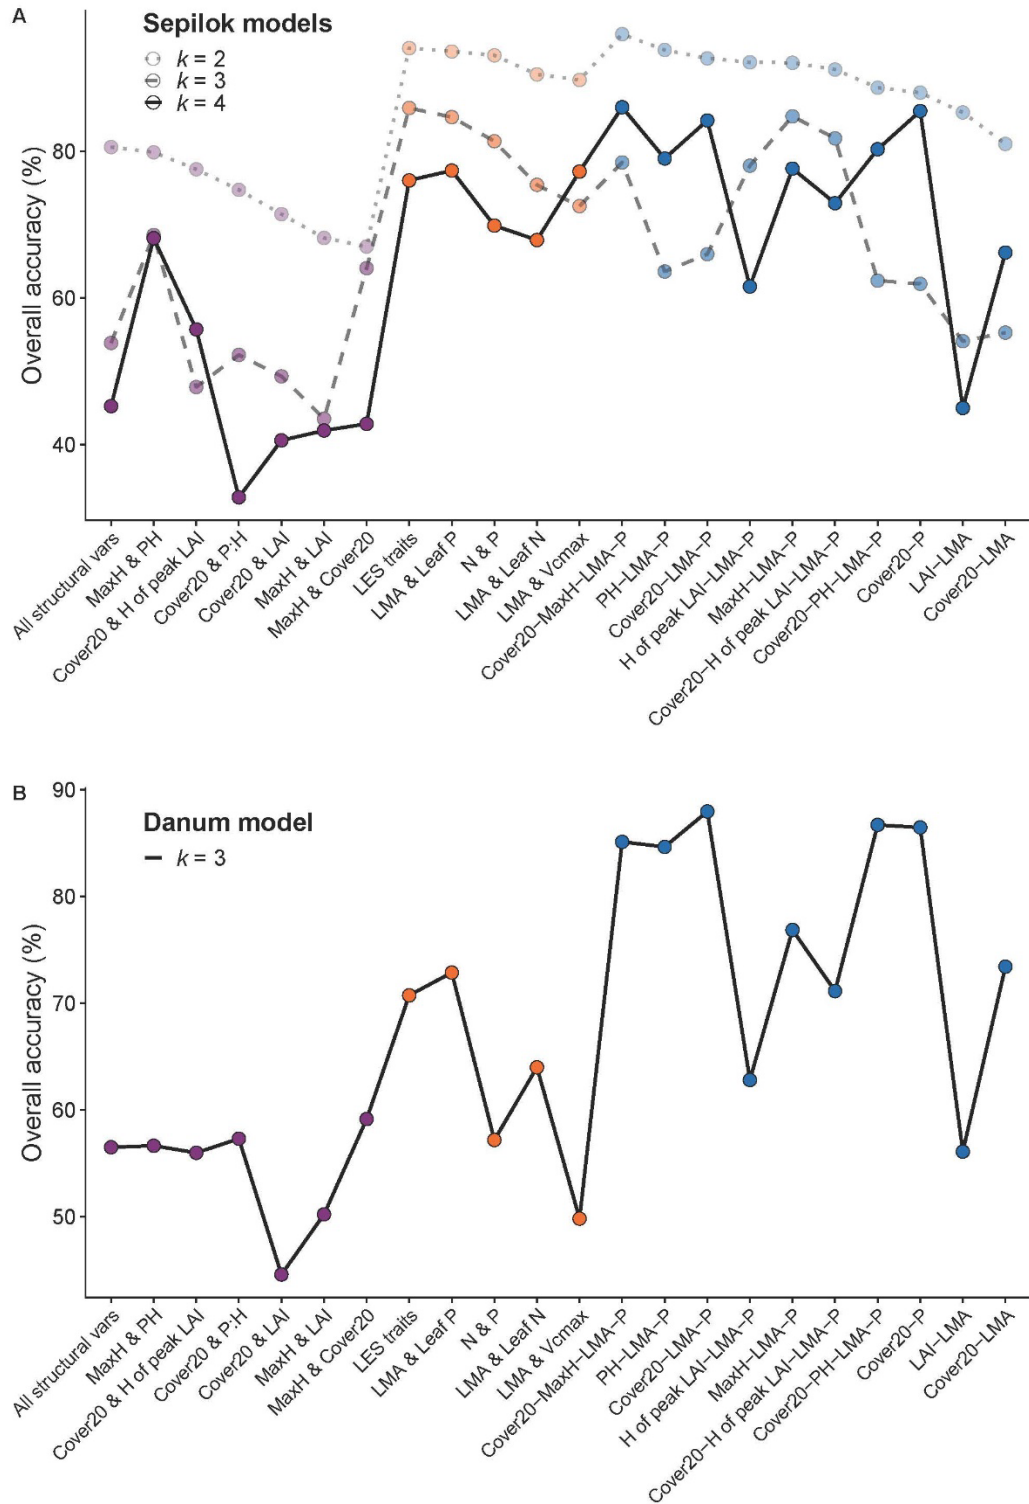 A
Sepilok models
k = 2
k = 3
k = 4
Overall accuracy (%)
80
60
40
All structural vars
MaxH & PH
Cover20 & H of peak LAI
Cover20 & P:H
Cover20 & LAI
MaxH & LAI
MaxH & Cover20
LES traits
LMA & Leaf P
N & P
LMA & Leaf N
LMA & Vcmax
Cover20−MaxH−LMA−P
PH−LMA−P
Cover20−LMA−P
H of peak LAI−LMA−P
MaxH−LMA−P
Cover20−H of peak LAI−LMA−P
Cover20−PH−LMA−P
Cover20−P
LAI−LMA
Cover20−LMA
B
Danum model
k = 3
Overall accuracy (%)
90
80
70
60
50
All structural vars
MaxH & PH
Cover20 & H of peak LAI
Cover20 & P:H
Cover20 & LAI
MaxH & LAI
MaxH & Cover20
LES traits
LMA & Leaf P
N & P
LMA & Leaf N
LMA & Vcmax
Cover20−MaxH−LMA−P
PH−LMA−P
Cover20−LMA−P
H of peak LAI−LMA−P
MaxH−LMA−P
Cover20−H of peak LAI−LMA−P
Cover20−PH−LMA−P
Cover20−P
LAI−LMA
Cover20−LMA